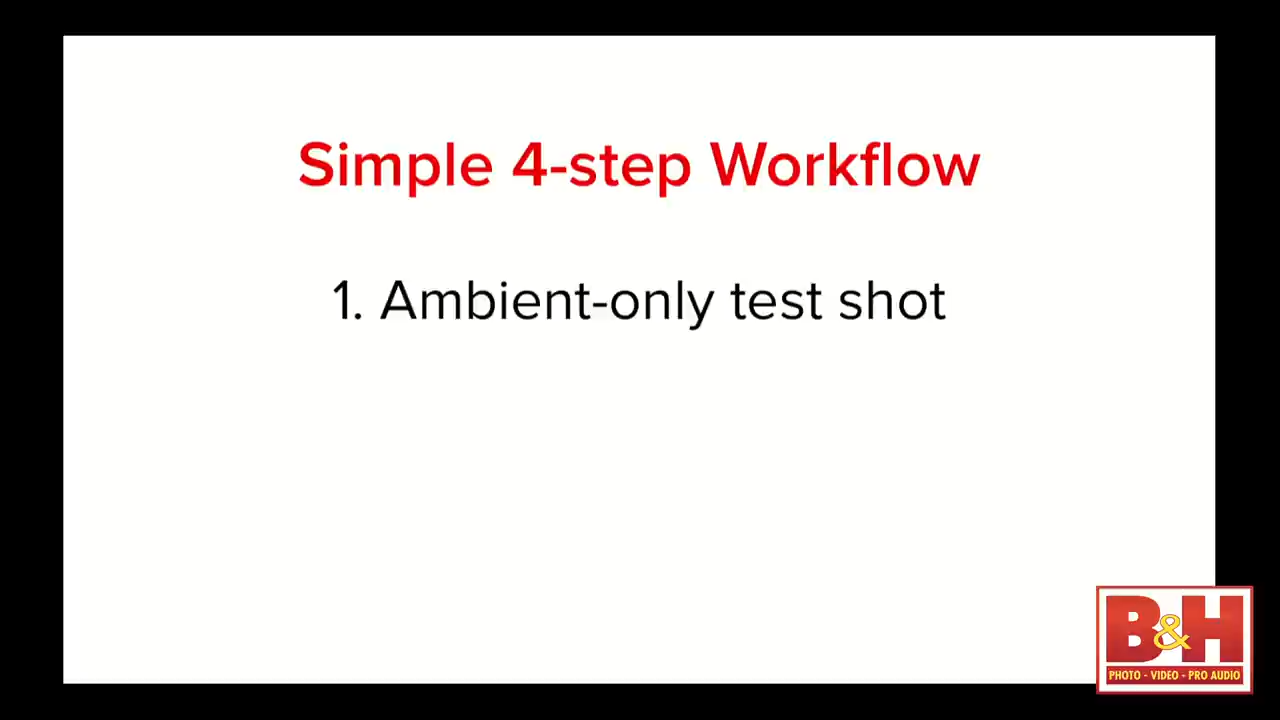 Simple 4-step Workflow
1. Ambient-only test shot
B&H
PHOTO - VIDEO - PRO AUDIO